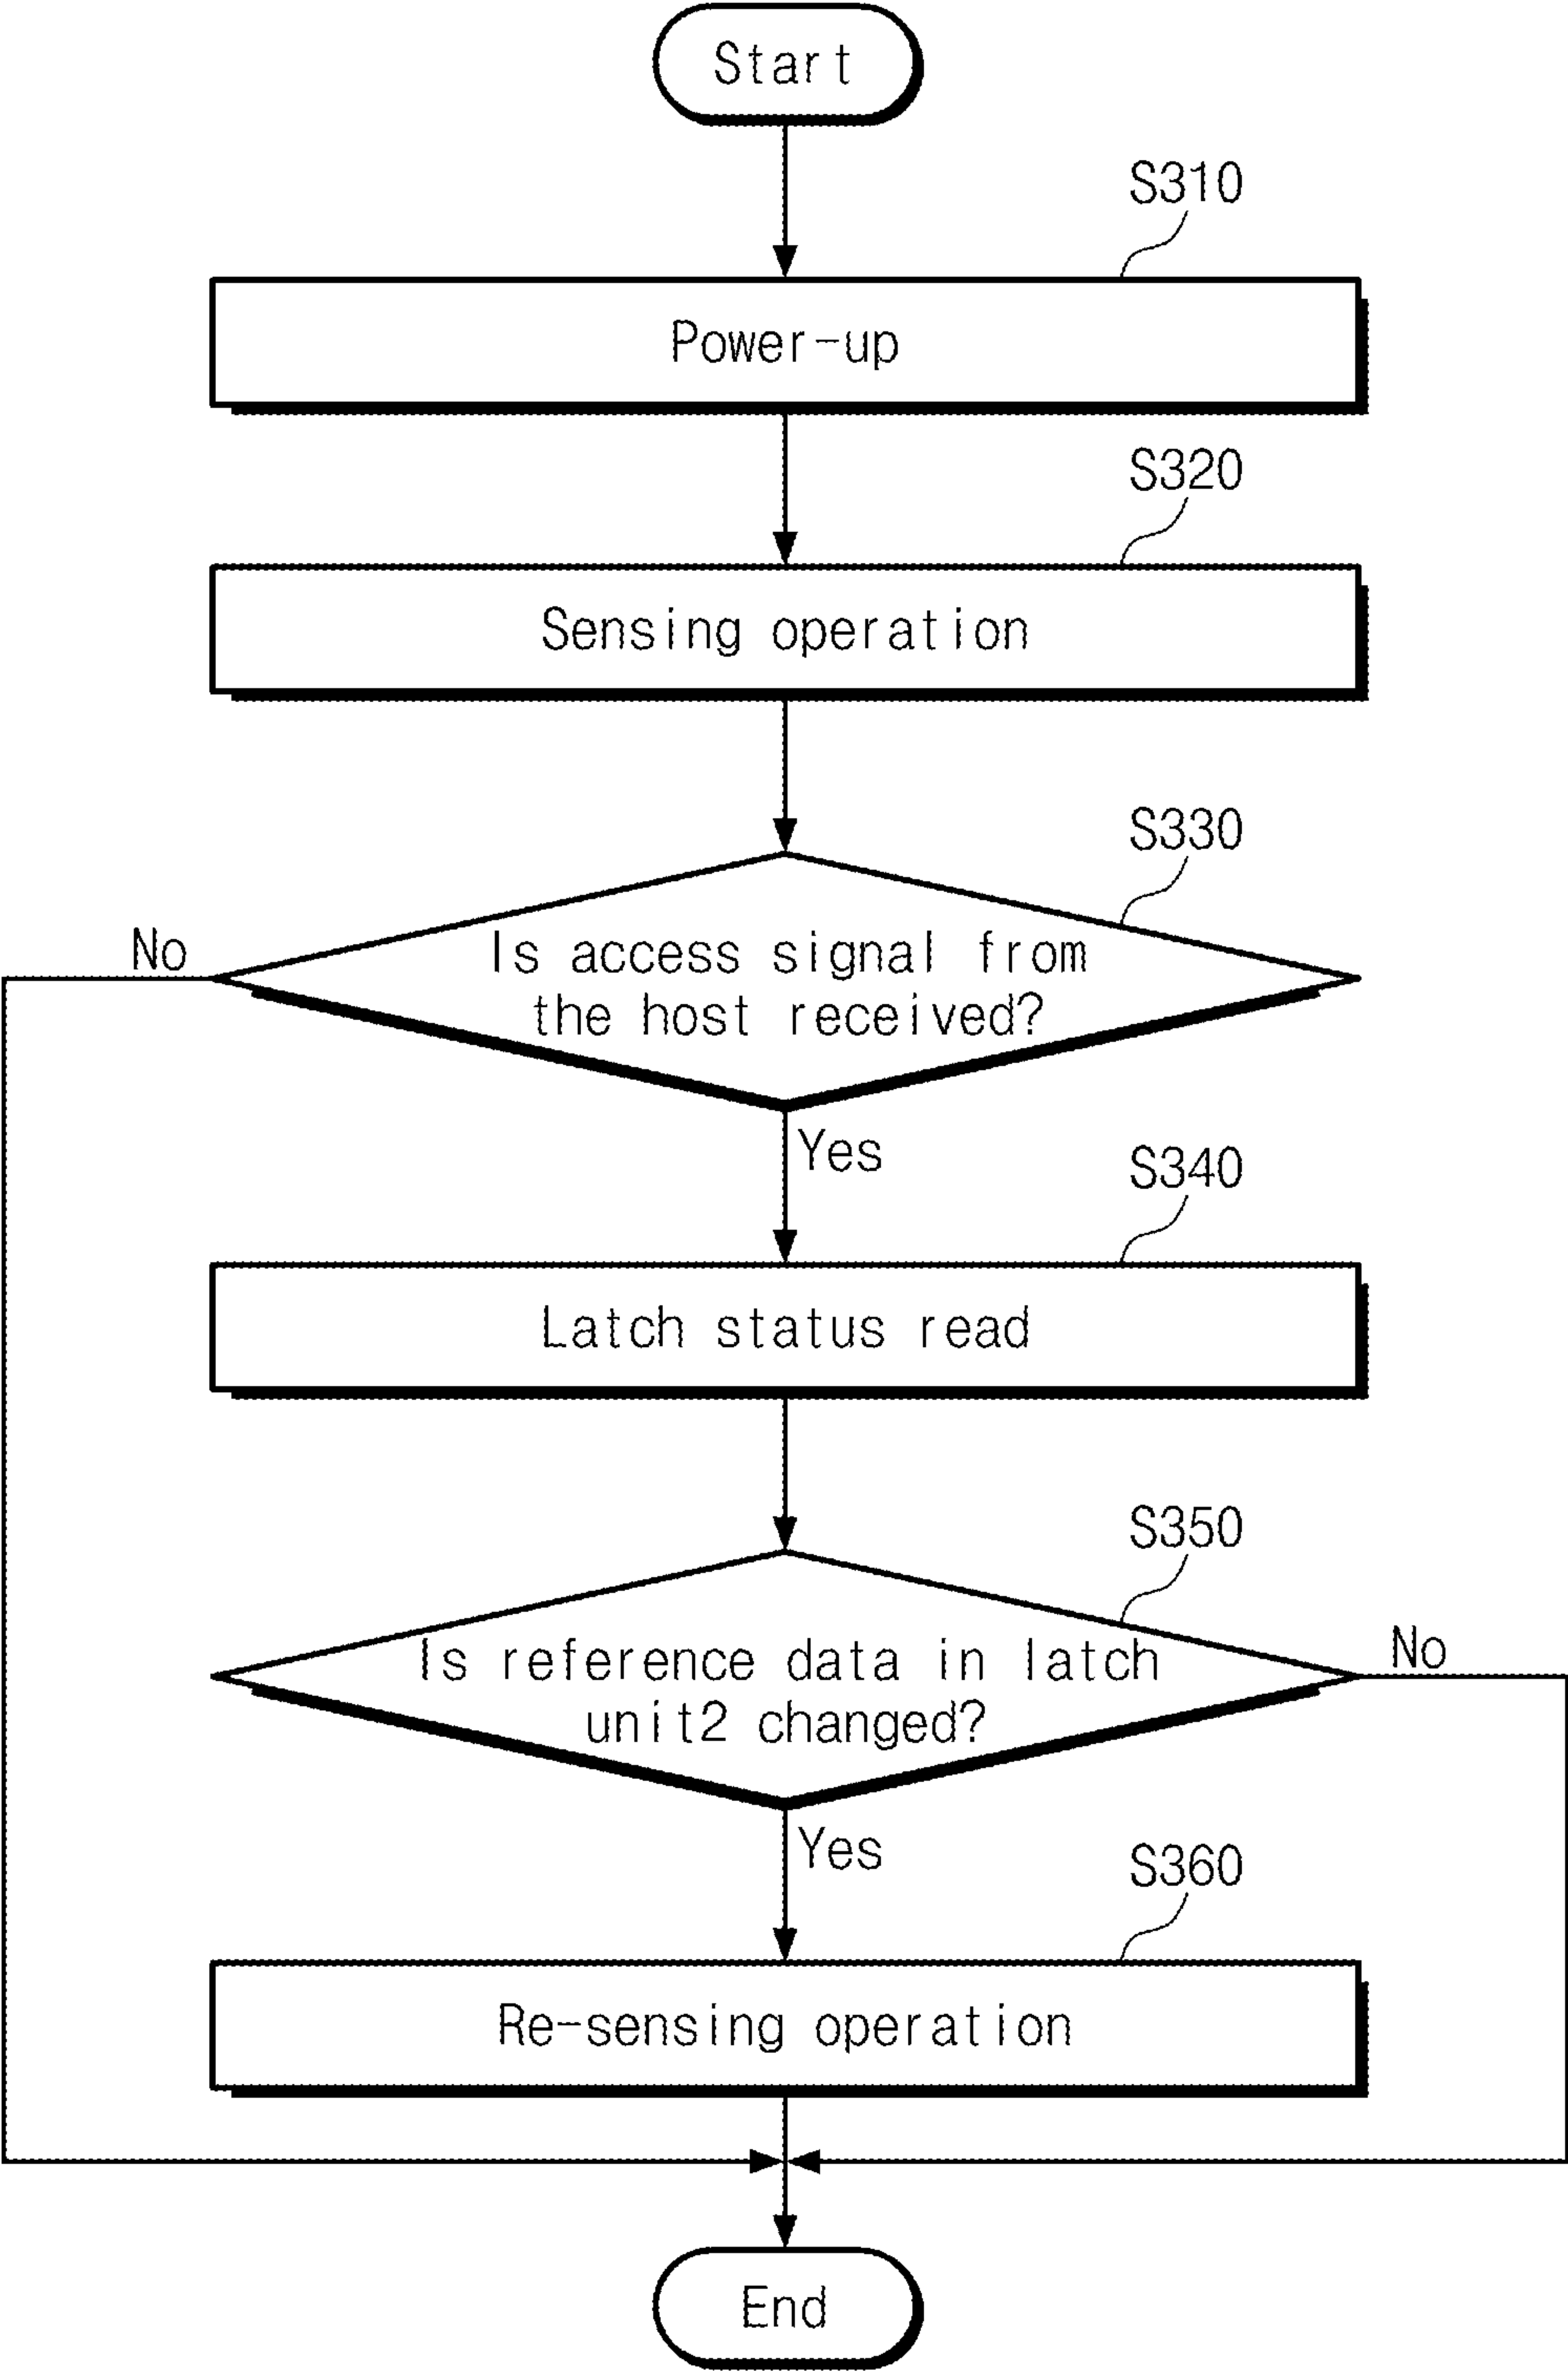 Start
S310
Power-up
S320
Sensing operation
S330
No
Is access signal from
the host received?
Yes
S340
Latch status read
S350
Is reference data in latch
unit2 changed?
No
Yes
S360
Re-sensing operation
End